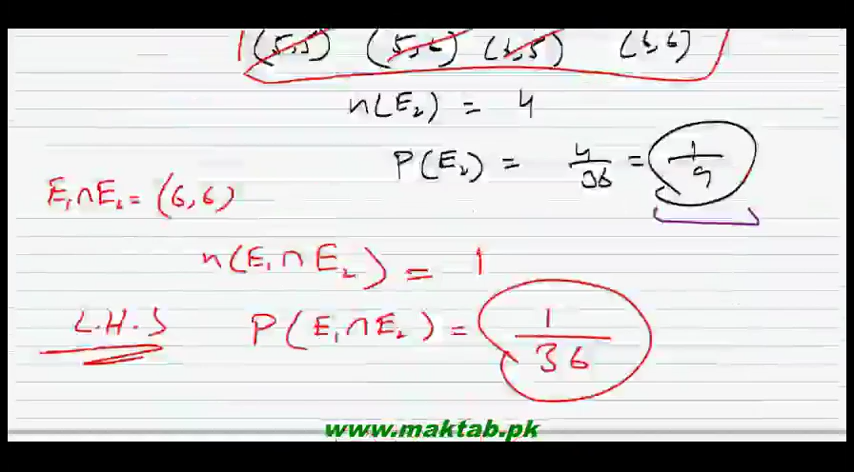 (5,5) (5,6) (6,5) (6,6)
n(E₂) = 4
P(E₂) = 4/36 = 1/9
E₁∩E₂ = (6,6)
n(E₁∩E₂) = 1
L.H.S P(E₁∩E₂) = 1/36
www.maktab.pk